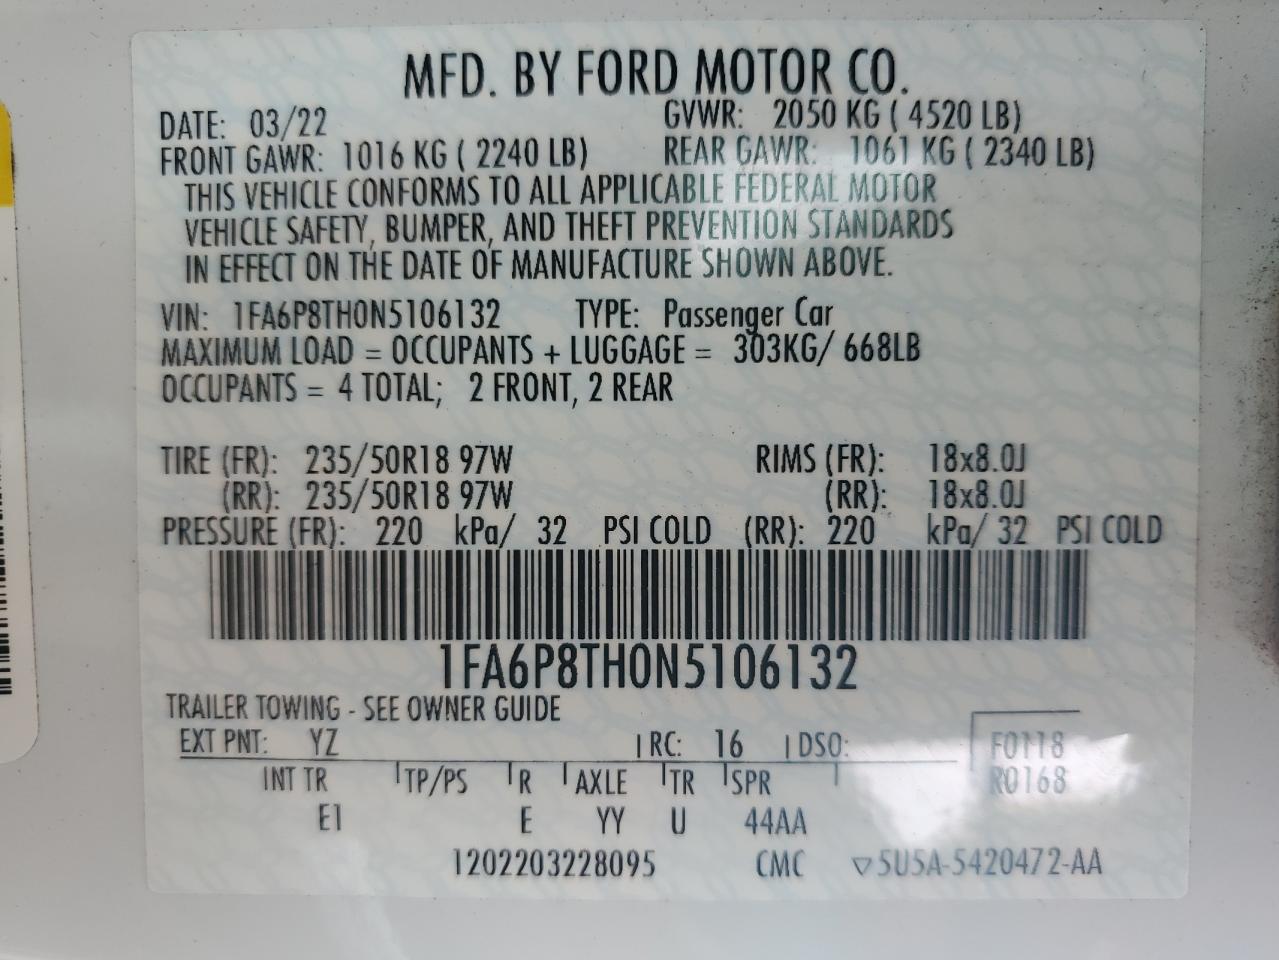 MFD. BY FORD MOTOR CO.
DATE: 03/22 GVWR: 2050 KG ( 4520 LB)
FRONT GAWR: 1016 KG ( 2240 LB) REAR GAWR: 1061 KG ( 2340 LB)
THIS VEHICLE CONFORMS TO ALL APPLICABLE FEDERAL MOTOR
VEHICLE SAFETY, BUMPER, AND THEFT PREVENTION STANDARDS
IN EFFECT ON THE DATE OF MANUFACTURE SHOWN ABOVE.
VIN: 1FA6P8TH0N5106132 TYPE: Passenger Car
MAXIMUM LOAD = OCCUPANTS + LUGGAGE = 303KG/ 668LB
OCCUPANTS = 4 TOTAL; 2 FRONT, 2 REAR
TIRE (FR): 235/50R18 97W RIMS (FR): 18x8.0J
(RR): 235/50R18 97W (RR): 18x8.0J
PRESSURE (FR): 220 kPa/ 32 PSI COLD (RR): 220 kPa/ 32 PSI COLD
1FA6P8TH0N5106132
TRAILER TOWING - SEE OWNER GUIDE
EXT PNT: YZ RC: 16 DSO: F0118
INT TR TP/PS R AXLE TR SPR R0168
E1 E YY U 44AA
1202203228095 CMC ▽5U5A-5420472-AA